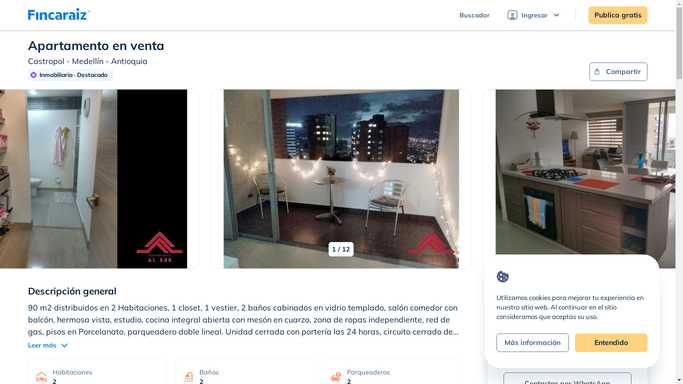 Fincaraiz
Buscador
Ingresar
Publica gratis
Apartamento en venta
Castropol - Medellín - Antioquia
Inmobiliaria · Destacado
Compartir
AL SUR
1 / 12
Descripción general
90 m2 distribuidos en 2 Habitaciones, 1 closet, 1 vestier, 2 baños cabinados en vidrio templado, salón comedor con
balcón, hermosa vista, estudio, cocina integral abierta con mesón en cuarzo, zona de ropas independiente, red de
gas, pisos en Porcelanato, parqueadero doble lineal. Unidad cerrada con portería las 24 horas, circuito cerrado de...
Leer más
Habitaciones
2
Baños
2
Parqueaderos
2
Utilizamos cookies para mejorar tu experiencia en
nuestro sitio web. Al continuar en el sitio
consideramos que aceptas su uso.
Más información
Entendido
Contactar por WhatsApp